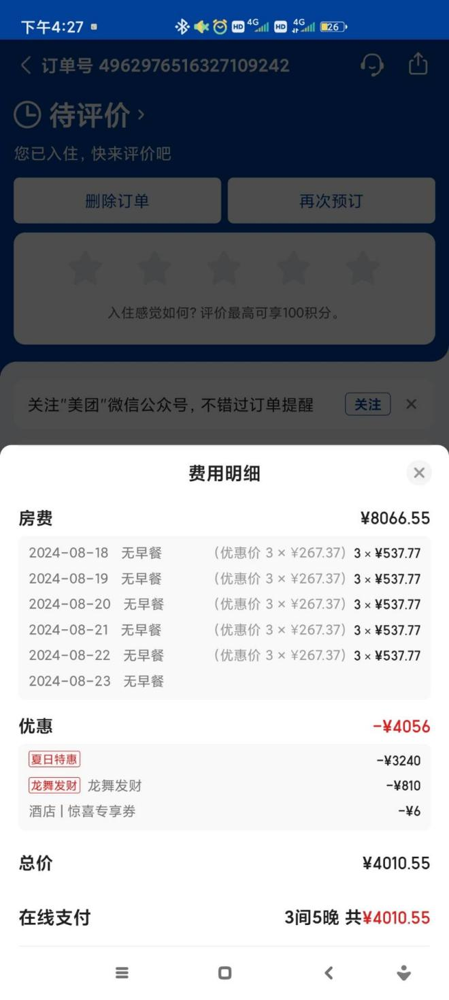 下午4:27 HD 4G HD 4G 26
订单号 4962976516327109242
待评价
您已入住，快来评价吧
删除订单 再次预订
入住感觉如何？评价最高可享100积分。
关注"美团"微信公众号，不错过订单提醒 关注
费用明细
房费 ¥8066.55
2024-08-18 无早餐 (优惠价 3 × ¥267.37) 3 × ¥537.77
2024-08-19 无早餐 (优惠价 3 × ¥267.37) 3 × ¥537.77
2024-08-20 无早餐 (优惠价 3 × ¥267.37) 3 × ¥537.77
2024-08-21 无早餐 (优惠价 3 × ¥267.37) 3 × ¥537.77
2024-08-22 无早餐 (优惠价 3 × ¥267.37) 3 × ¥537.77
2024-08-23 无早餐
优惠 -¥4056
夏日特惠 -¥3240
龙舞发财 龙舞发财 -¥810
酒店 | 惊喜专享券 -¥6
总价 ¥4010.55
在线支付 3间5晚 共¥4010.55